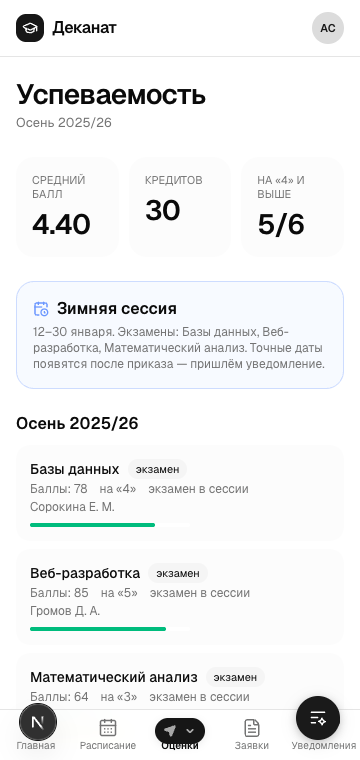 Деканат
АС
Успеваемость
Осень 2025/26
СРЕДНИЙ
БАЛЛ
4.40
КРЕДИТОВ
30
НА «4» И
ВЫШЕ
5/6
Зимняя сессия
12–30 января. Экзамены: Базы данных, Веб-
разработка, Математический анализ. Точные даты
появятся после приказа — пришлём уведомление.
Осень 2025/26
Базы данных экзамен
Баллы: 78 на «4» экзамен в сессии
Сорокина Е. М.
Веб-разработка экзамен
Баллы: 85 на «5» экзамен в сессии
Громов Д. А.
Математический анализ экзамен
Баллы: 64 на «3» экзамен в сессии
N
Главная Расписание Оценки Заявки Уведомления